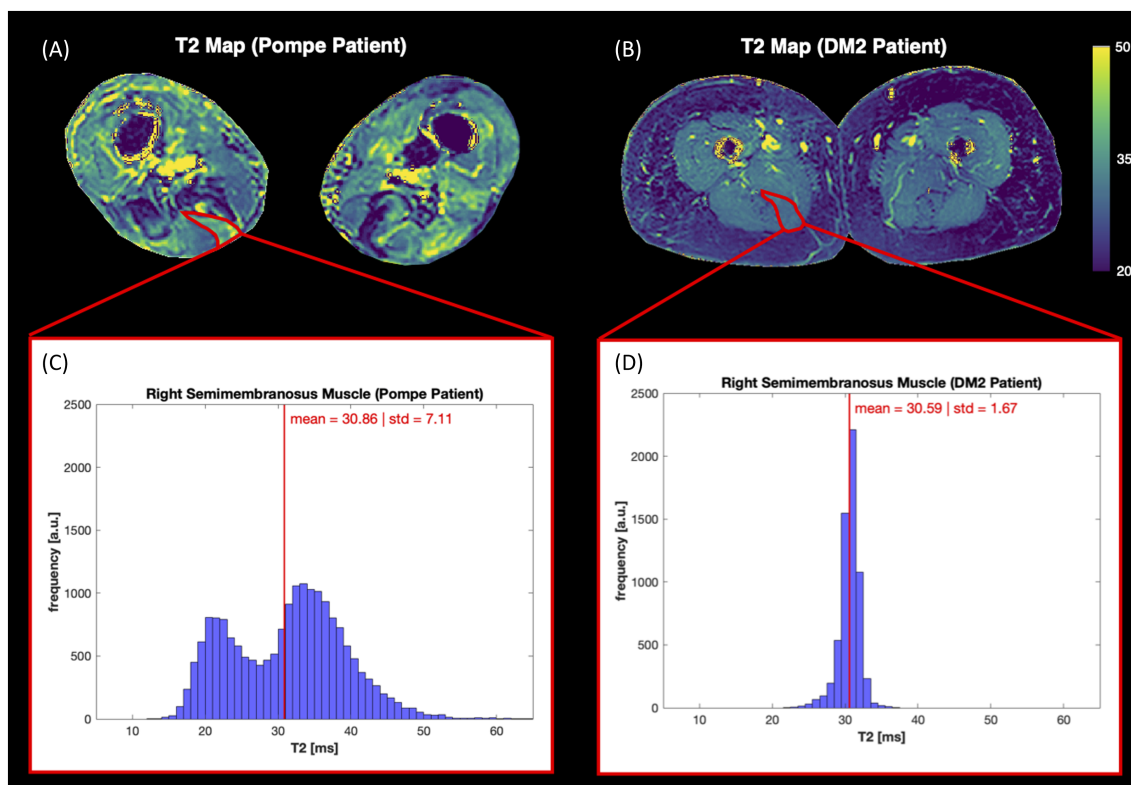 (A)
T2 Map (Pompe Patient)
(B)
T2 Map (DM2 Patient)
50
35
20
(C)
Right Semimembranosus Muscle (Pompe Patient)
mean = 30.86 | std = 7.11
2500
2000
1500
1000
500
0
frequency [a.u.]
10 20 30 40 50 60
T2 [ms]
(D)
Right Semimembranosus Muscle (DM2 Patient)
mean = 30.59 | std = 1.67
2500
2000
1500
1000
500
0
frequency [a.u.]
10 20 30 40 50 60
T2 [ms]